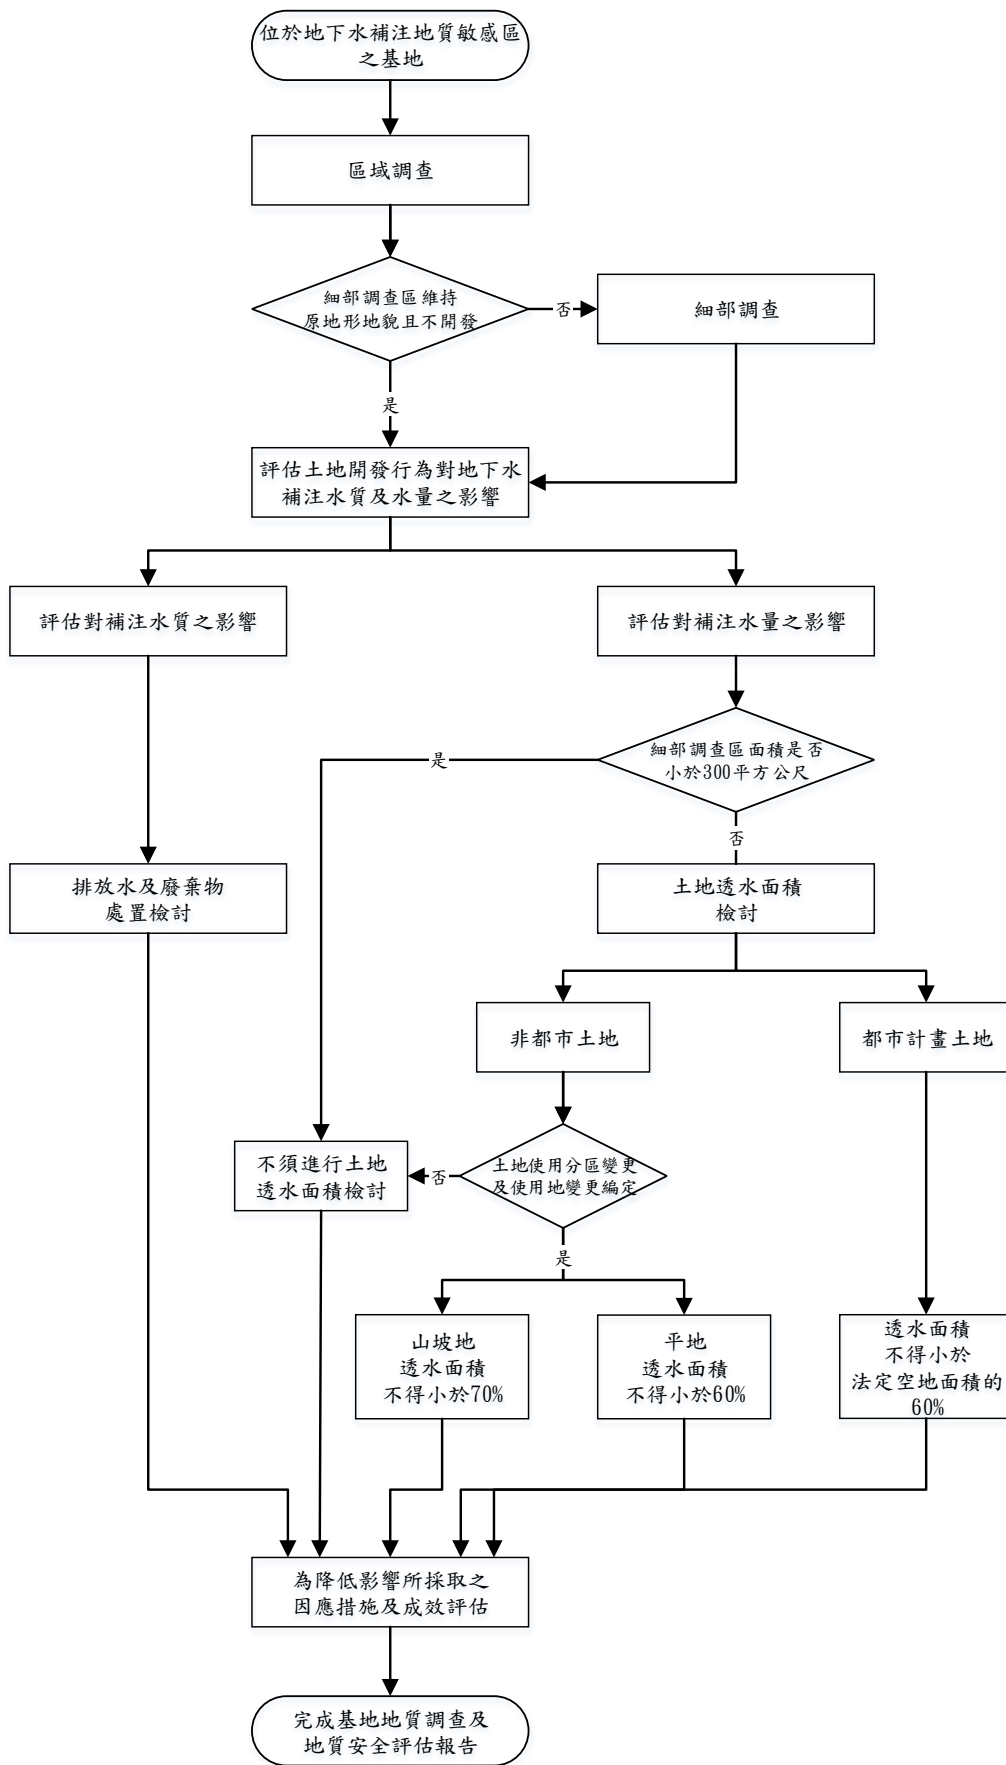 位於地下水補注地質敏感區
之基地
區域調查
細部調查區維持
原地形地貌且不開發
否
細部調查
是
評估土地開發行為對地下水
補注水質及水量之影響
評估對補注水質之影響
評估對補注水量之影響
細部調查區面積是否
小於300平方公尺
是
否
排放水及廢棄物
處置檢討
土地透水面積
檢討
非都市土地
都市計畫土地
不須進行土地
透水面積檢討
否
土地使用分區變更
及使用地變更編定
是
山坡地
透水面積
不得小於70%
平地
透水面積
不得小於60%
透水面積
不得小於
法定空地面積的
60%
為降低影響所採取之
因應措施及成效評估
完成基地地質調查及
地質安全評估報告